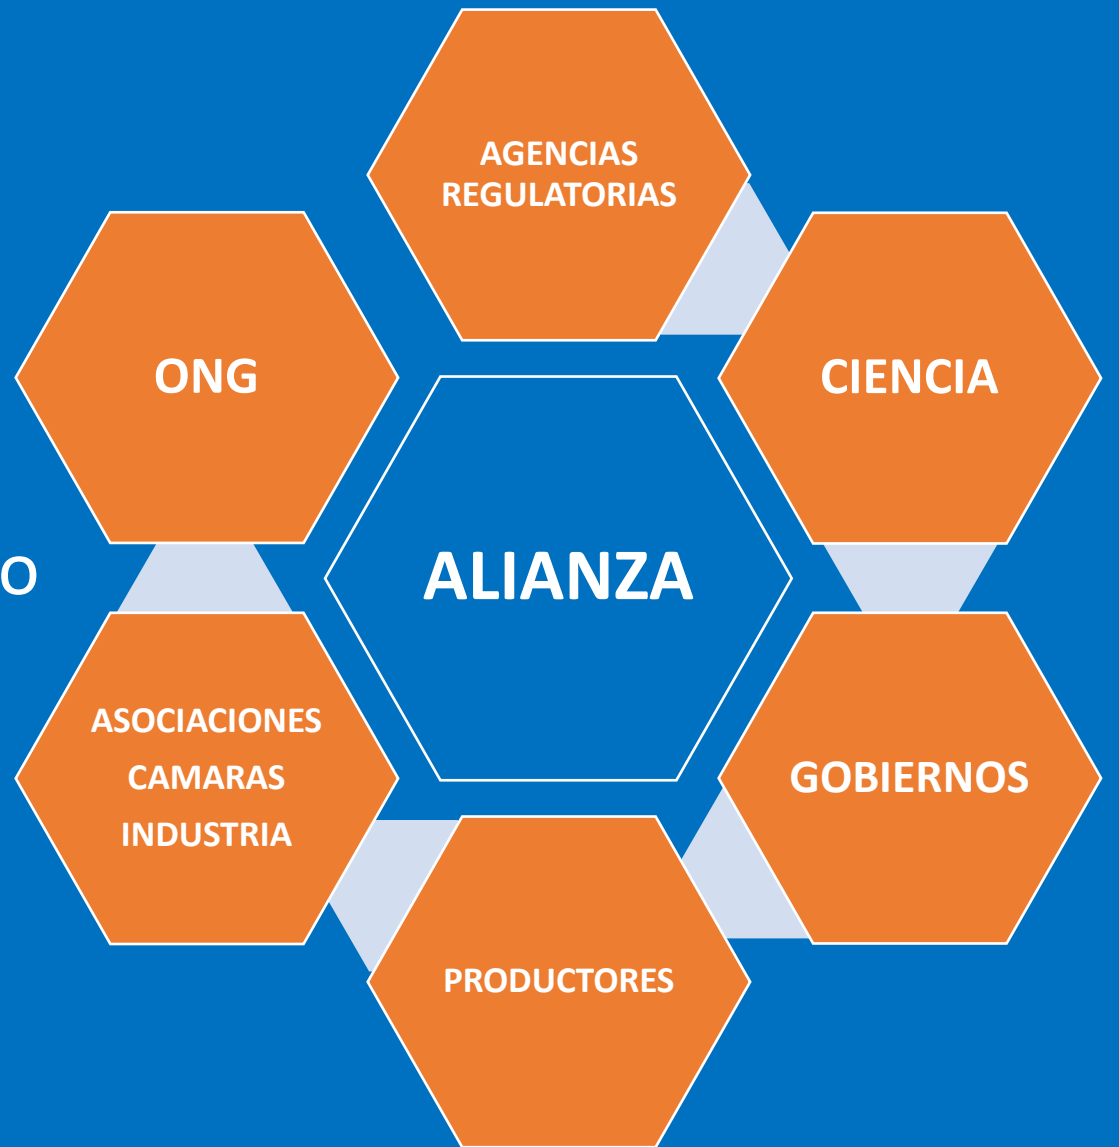 AGENCIAS
REGULATORIAS
ONG
CIENCIA
O
ALIANZA
ASOCIACIONES
CAMARAS
INDUSTRIA
GOBIERNOS
PRODUCTORES